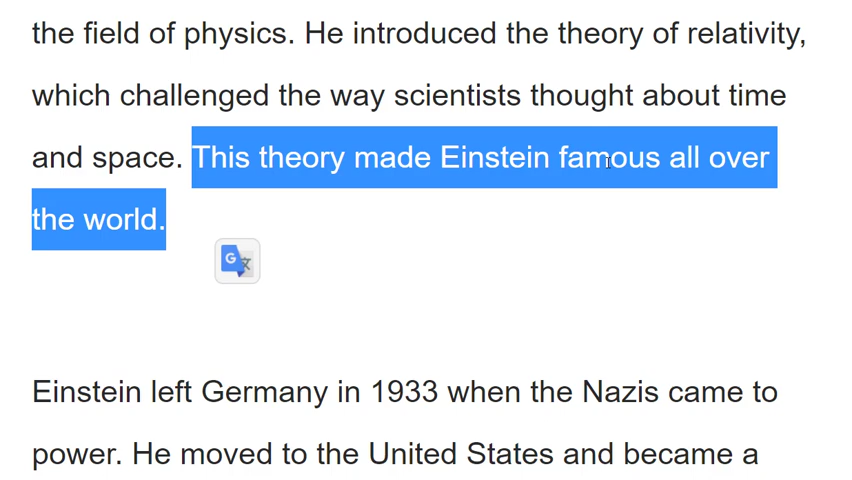 the field of physics. He introduced the theory of relativity,
which challenged the way scientists thought about time
and space. This theory made Einstein famous all over
the world.
G 文
Einstein left Germany in 1933 when the Nazis came to
power. He moved to the United States and became a